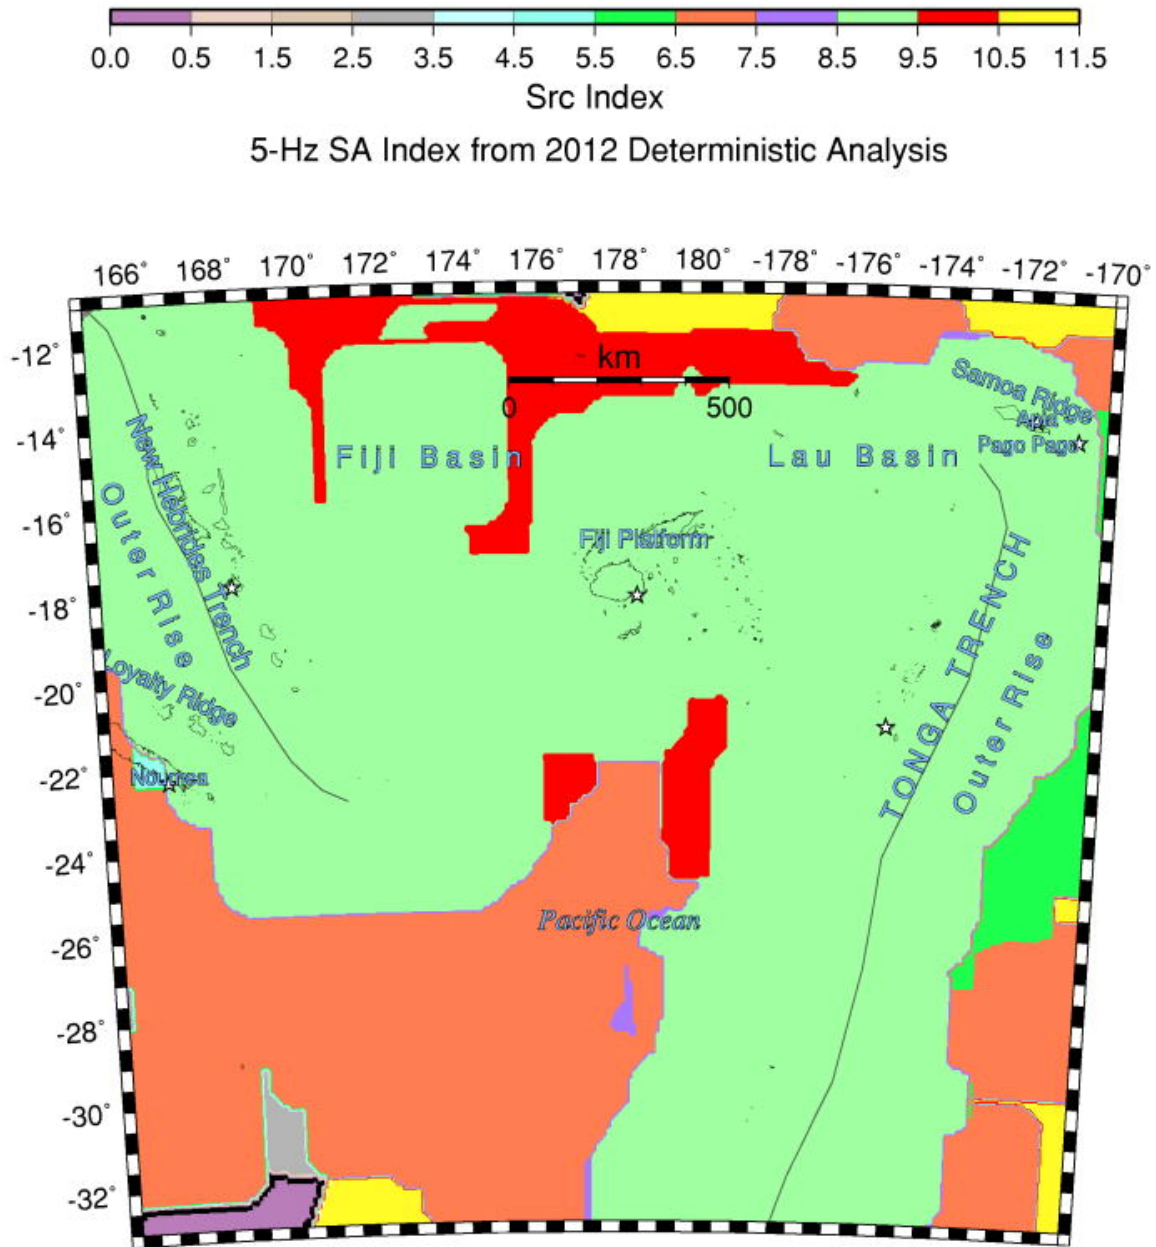 0.0 0.5 1.5 2.5 3.5 4.5 5.5 6.5 7.5 8.5 9.5 10.5 11.5
Src Index
5-Hz SA Index from 2012 Deterministic Analysis
166° 168° 170° 172° 174° 176° 178° 180° -178° -176° -174° -172° -170°
-12°
km
0 500
Samoa Ridge
Apia
-14°
Pago Pago
Fiji Basin
Lau Basin
New Hebrides Trench
Outer Rise
-16°
Fiji Platform
-18°
TONGA TRENCH
Outer Rise
Loyalty Ridge
-20°
-22°
Noumea
-24°
Pacific Ocean
-26°
-28°
-30°
-32°